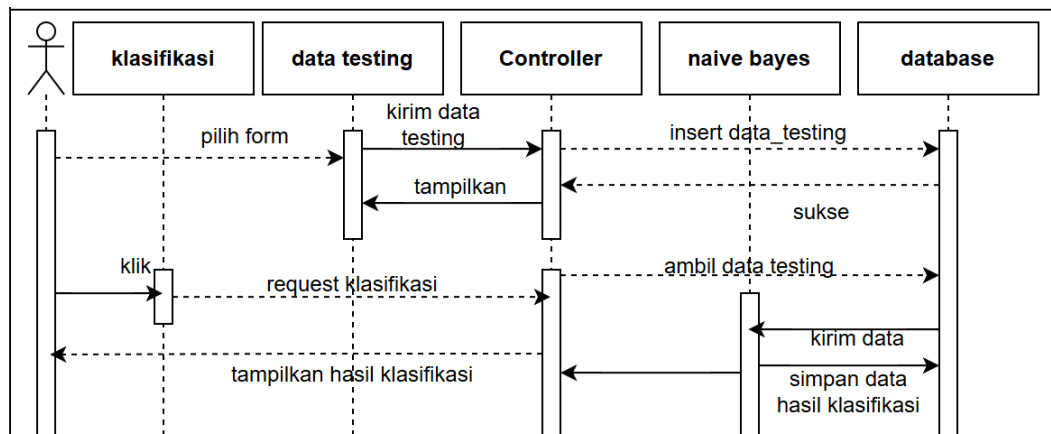 klasifikasi
data testing
Controller
naive bayes
database
pilih form
kirim data
testing
insert data_testing
tampilkan
sukse
klik
request klasifikasi
ambil data testing
kirim data
tampilkan hasil klasifikasi
simpan data
hasil klasifikasi